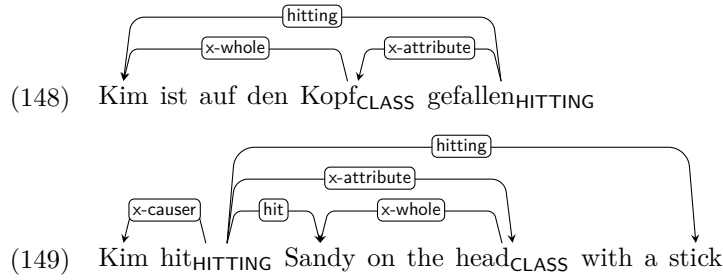 hitting
x-whole x-attribute
(148) Kim ist auf den KopfCLASS gefallenHITTING
hitting
x-attribute
x-causer hit x-whole
(149) Kim hitHITTING Sandy on the headCLASS with a stick